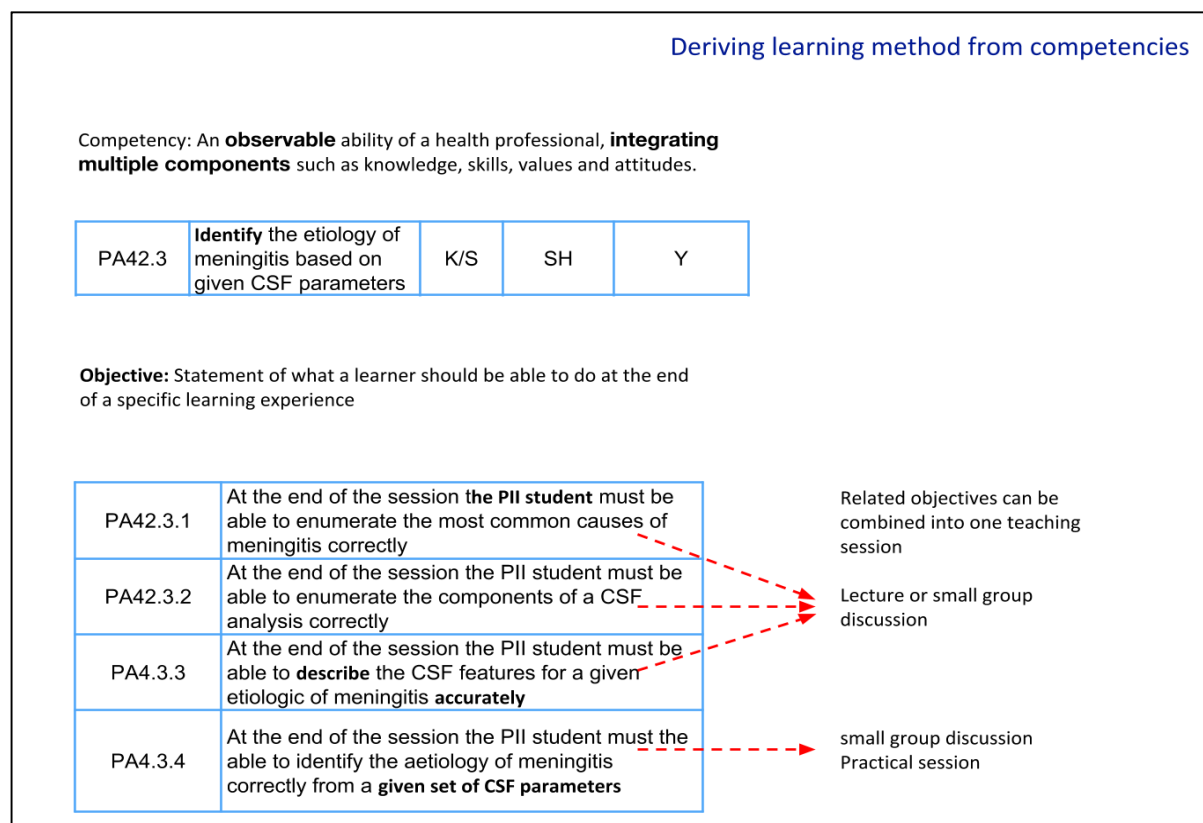 Deriving learning method from competencies
Competency: An observable ability of a health professional, integrating
multiple components such as knowledge, skills, values and attitudes.
PA42.3
Identify the etiology of
meningitis based on
given CSF parameters
K/S
SH
Y
Objective: Statement of what a learner should be able to do at the end
of a specific learning experience
PA42.3.1
At the end of the session the PII student must be
able to enumerate the most common causes of
meningitis correctly
PA42.3.2
At the end of the session the PII student must be
able to enumerate the components of a CSF
analysis correctly
PA4.3.3
At the end of the session the PII student must be
able to describe the CSF features for a given
etiologic of meningitis accurately
PA4.3.4
At the end of the session the PII student must the
able to identify the aetiology of meningitis
correctly from a given set of CSF parameters
Related objectives can be
combined into one teaching
session
Lecture or small group
discussion
small group discussion
Practical session